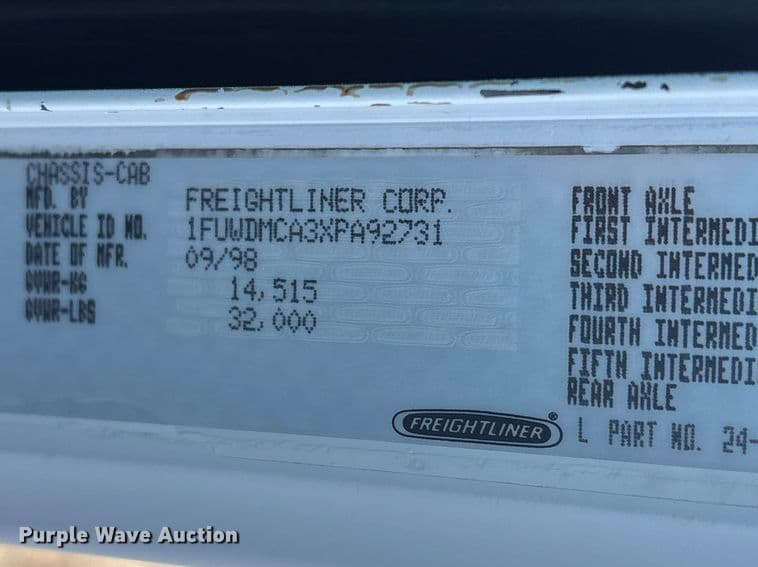 CHASSIS-CAB
MFD. BY FREIGHTLINER CORP.
VEHICLE ID NO. 1FUWDMCA3XPA92731
DATE OF MFR. 09/98
GVWR-KG 14,515
GVWR-LBS 32,000
FRONT AXLE
FIRST INTERMEDI
SECOND INTERMED
THIRD INTERMEDI
FOURTH INTERMED
FIFTH INTERMEDI
REAR AXLE
FREIGHTLINER®
L PART NO. 24-
Purple Wave Auction